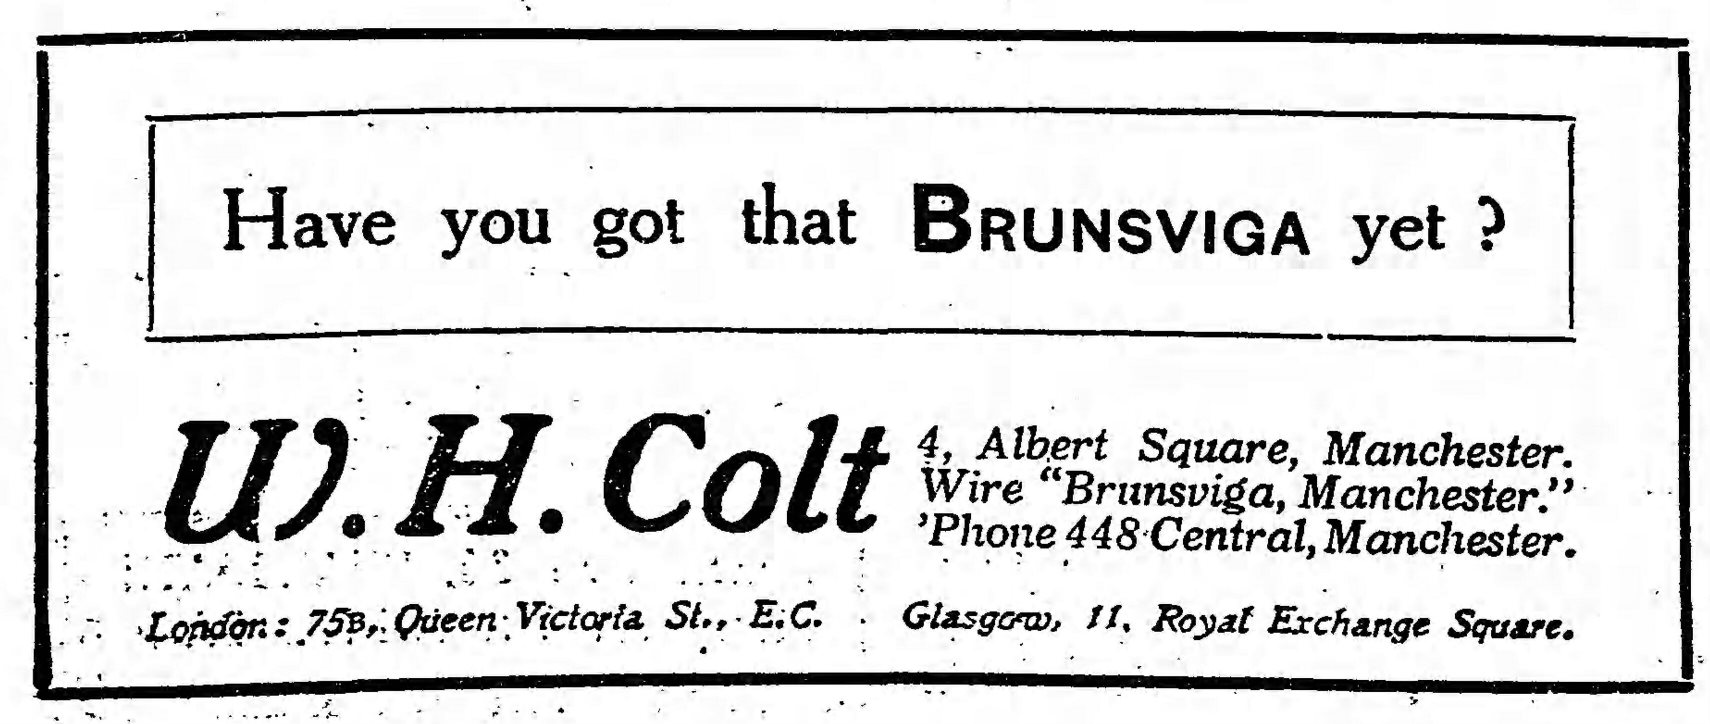 Have you got that BRUNSVIGA yet ?
W. H. Colt
4, Albert Square, Manchester.
Wire "Brunsviga, Manchester."
'Phone 448 Central, Manchester.
London: 75B, Queen Victoria St., E.C.
Glasgow, 11, Royal Exchange Square.